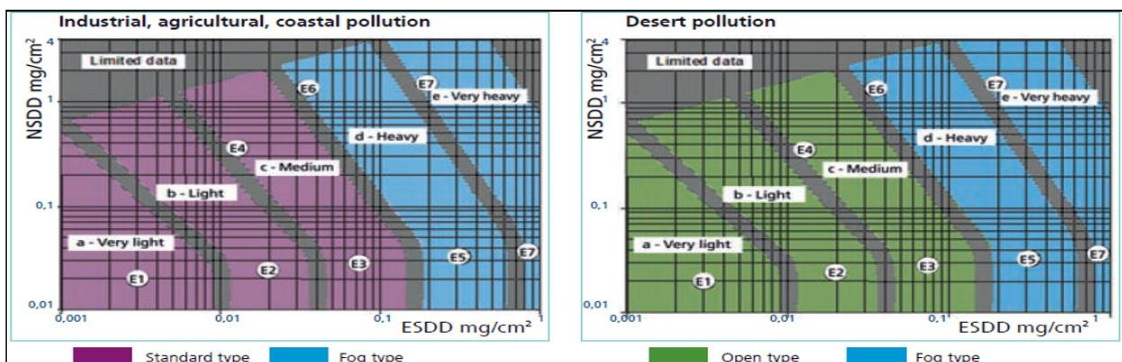 Industrial, agricultural, coastal pollution
NSDD mg/cm²
4
1
0,1
0,01
Limited data
E6
E7
e - Very heavy
d - Heavy
E4
c - Medium
b - Light
a - Very light
E1
E2
E3
E5
E7
0,001
0,01
0,1
ESDD mg/cm²
1
Standard type
Fog type
Desert pollution
NSDD mg/cm²
4
1
0,1
0,01
Limited data
E6
E7
e - Very heavy
d - Heavy
E4
c - Medium
b - Light
a - Very light
E1
E2
E3
E5
E7
0,001
0,01
0,1
ESDD mg/cm²
1
Open type
Fog type